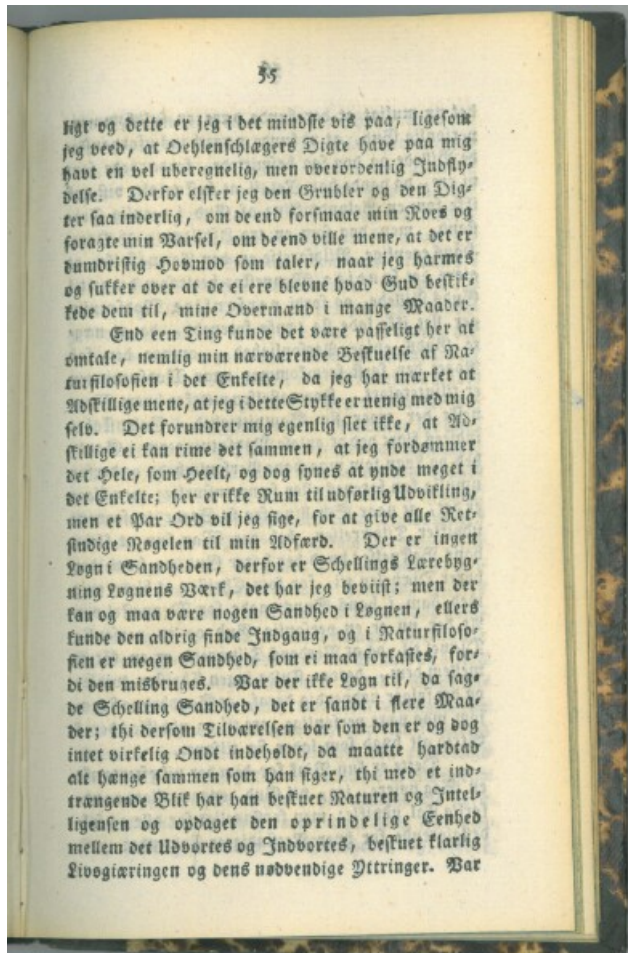 55
ligt og dette er jeg i det mindste vis paa, ligesom
jeg veed, at Oehlenschlægers Digte have paa mig
havt en vel uberegnelig, men overordenlig Indfly-
delse. Derfor elsker jeg den Grubler og den Dig-
ter saa inderlig, om de end forsmaae min Roes og
foragte min Varsel, om de end ville mene, at det er
dumdristig Hovmod som taler, naar jeg harmes
og sukker over at de ei ere blevne hvad Gud bestik-
kede dem til, mine Overmænd i mange Maader.
End een Ting kunde det være passeligt her at
omtale, nemlig min nærværende Beskuelse af Na-
turfilosofien i det Enkelte, da jeg har mærket at
Adskillige mene, at jeg i dette Stykke er uenig med mig
selv. Det forundrer mig egenlig slet ikke, at Ad-
skillige ei kan rime det sammen, at jeg fordømmer
det Hele, som Heelt, og dog synes at ynde meget i
det Enkelte; her er ikke Rum til udførlig Udvikling,
men et Par Ord vil jeg sige, for at give alle Ret-
sindige Nøgelen til min Adfærd. Der er ingen
Løgn i Sandheden, derfor er Schellings Lærebyg-
ning Løgnens Værk, det har jeg beviist; men der
kan og maa være nogen Sandhed i Løgnen, ellers
kunde den aldrig finde Indgang, og i Naturfiloso-
fien er megen Sandhed, som ei maa forkastes, for-
di den misbruges. Var der ikke Løgn til, da sag-
de Schelling Sandhed, det er sandt i flere Maa-
der; thi dersom Tilværelsen var som den er og dog
intet virkelig Ondt indeholdt, da maatte hardtad
alt hænge sammen som han siger, thi med et ind-
trængende Blik har han beskuet Naturen og Intel-
ligensen og opdaget den oprindelige Eenhed
mellem det Udvortes og Indvortes, beskuet klarlig
Livsgiæringen og dens nødvendige Yttringer. Var